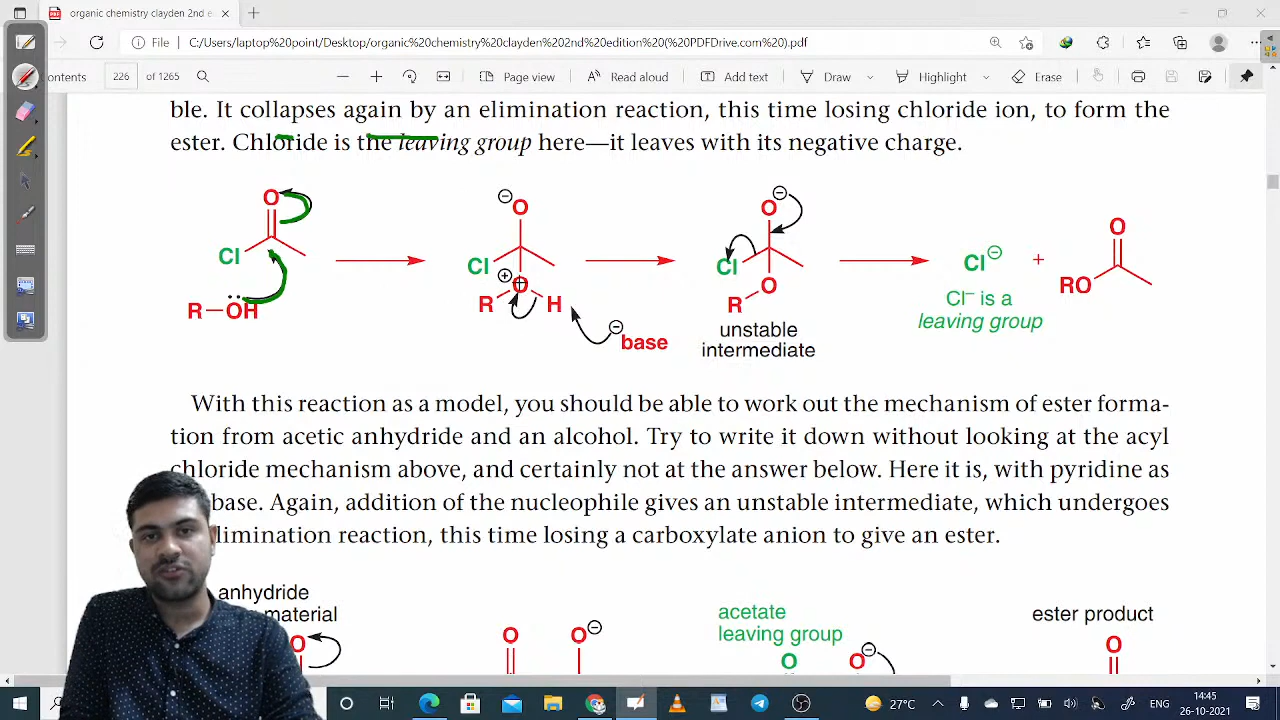 organic chemistry clayden 2nd e
File C:/Users/laptop%20point/Desktop/organic%20chemistry%20clayden%202nd%20edition%20(%20PDFDrive.com%20).pdf
ontents 226 of 1265 Page view Read aloud Add text Draw Highlight Erase
ble. It collapses again by an elimination reaction, this time losing chloride ion, to form the
ester. Chloride is the leaving group here—it leaves with its negative charge.
O
Cl
R–OH
⊖ O
Cl
⊕ O
R H
⊖ base
⊖
O
Cl
O
R
unstable
intermediate
Cl⊖ +
Cl– is a
leaving group
O
RO
With this reaction as a model, you should be able to work out the mechanism of ester forma-
tion from acetic anhydride and an alcohol. Try to write it down without looking at the acyl
chloride mechanism above, and certainly not at the answer below. Here it is, with pyridine as
base. Again, addition of the nucleophile gives an unstable intermediate, which undergoes
limination reaction, this time losing a carboxylate anion to give an ester.
anhydride
material
O
O O⊖
acetate
leaving group
O O⊖
ester product
O
27°C ENG 14:45
26-10-2021